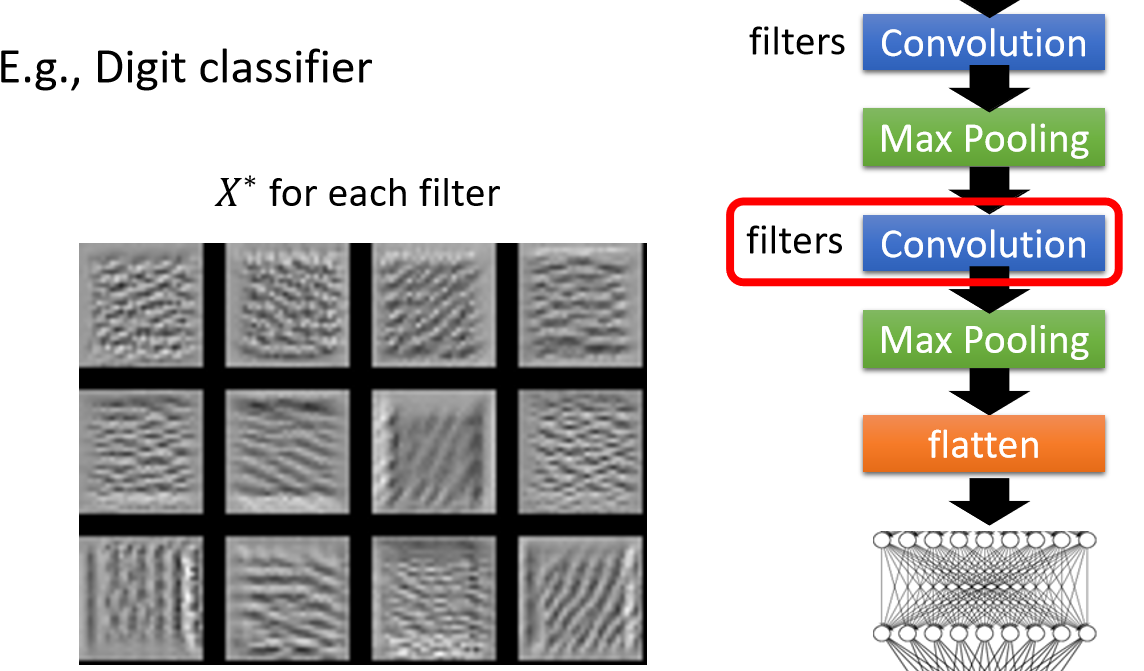 E.g., Digit classifier
X* for each filter
filters Convolution
Max Pooling
filters Convolution
Max Pooling
flatten